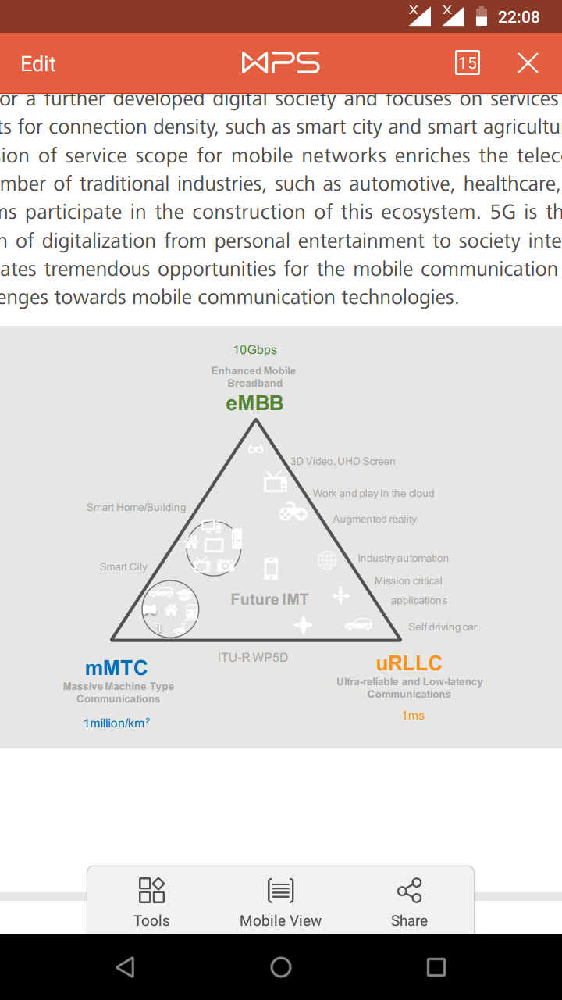 22:08
Edit
WPS
15
or a further developed digital society and focuses on services
ts for connection density, such as smart city and smart agricultu
sion of service scope for mobile networks enriches the telec
mber of traditional industries, such as automotive, healthcare,
ms participate in the construction of this ecosystem. 5G is th
n of digitalization from personal entertainment to society inte
ates tremendous opportunities for the mobile communication
enges towards mobile communication technologies.
10Gbps
Enhanced Mobile
Broadband
eMBB
3D Video, UHD Screen
Work and play in the cloud
Smart Home/Building
Augmented reality
Industry automation
Smart City
Mission critical
applications
Future IMT
Self driving car
ITU-R WP5D
mMTC
Massive Machine Type
Communications
1million/km²
uRLLC
Ultra-reliable and Low-latency
Communications
1ms
Tools
Mobile View
Share